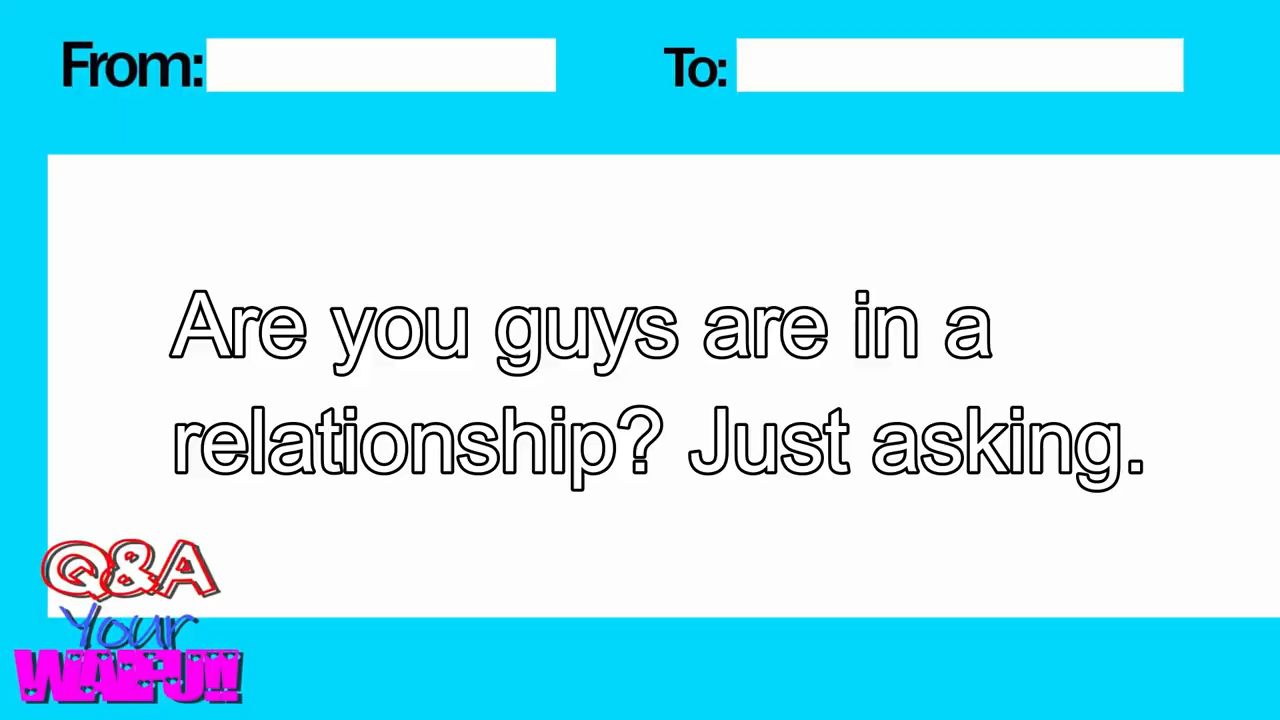 From:
To:
Are you guys are in a
relationship? Just asking.
Q&A
Your
WAIFU!!